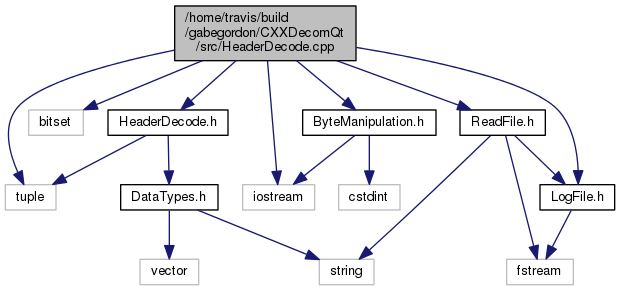 /home/travis/build
/gabegordon/CXXDecomQt
/src/HeaderDecode.cpp
bitset
HeaderDecode.h
ByteManipulation.h
ReadFile.h
tuple
DataTypes.h
iostream
cstdint
LogFile.h
vector
string
fstream